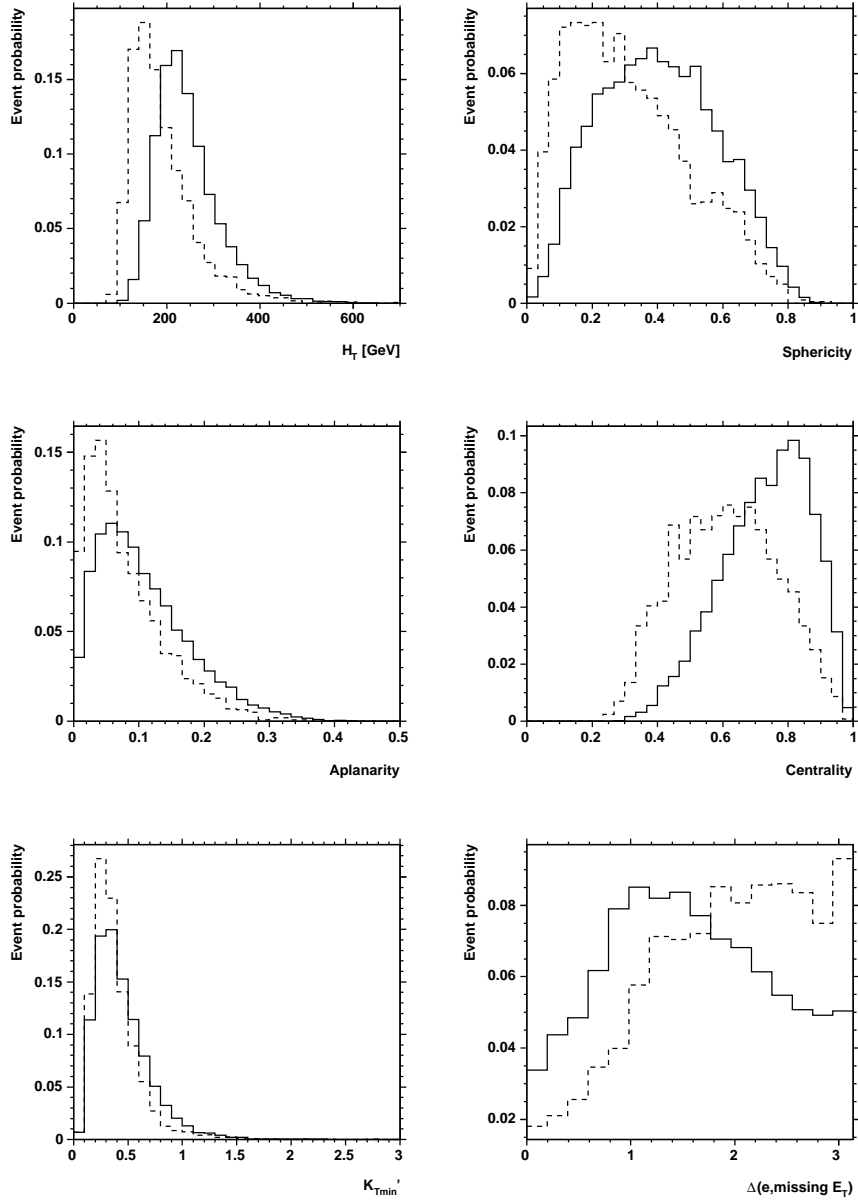 Event probability
0.15
0.1
0.05
0
0 200 400 600
H_T [GeV]
Event probability
0.06
0.04
0.02
0
0 0.2 0.4 0.6 0.8 1
Sphericity
Event probability
0.15
0.1
0.05
0
0 0.1 0.2 0.3 0.4 0.5
Aplanarity
Event probability
0.1
0.08
0.06
0.04
0.02
0
0 0.2 0.4 0.6 0.8 1
Centrality
Event probability
0.25
0.2
0.15
0.1
0.05
0
0 0.5 1 1.5 2 2.5 3
K_Tmin'
Event probability
0.08
0.06
0.04
0.02
0 1 2 3
Δ(e,missing E_T)